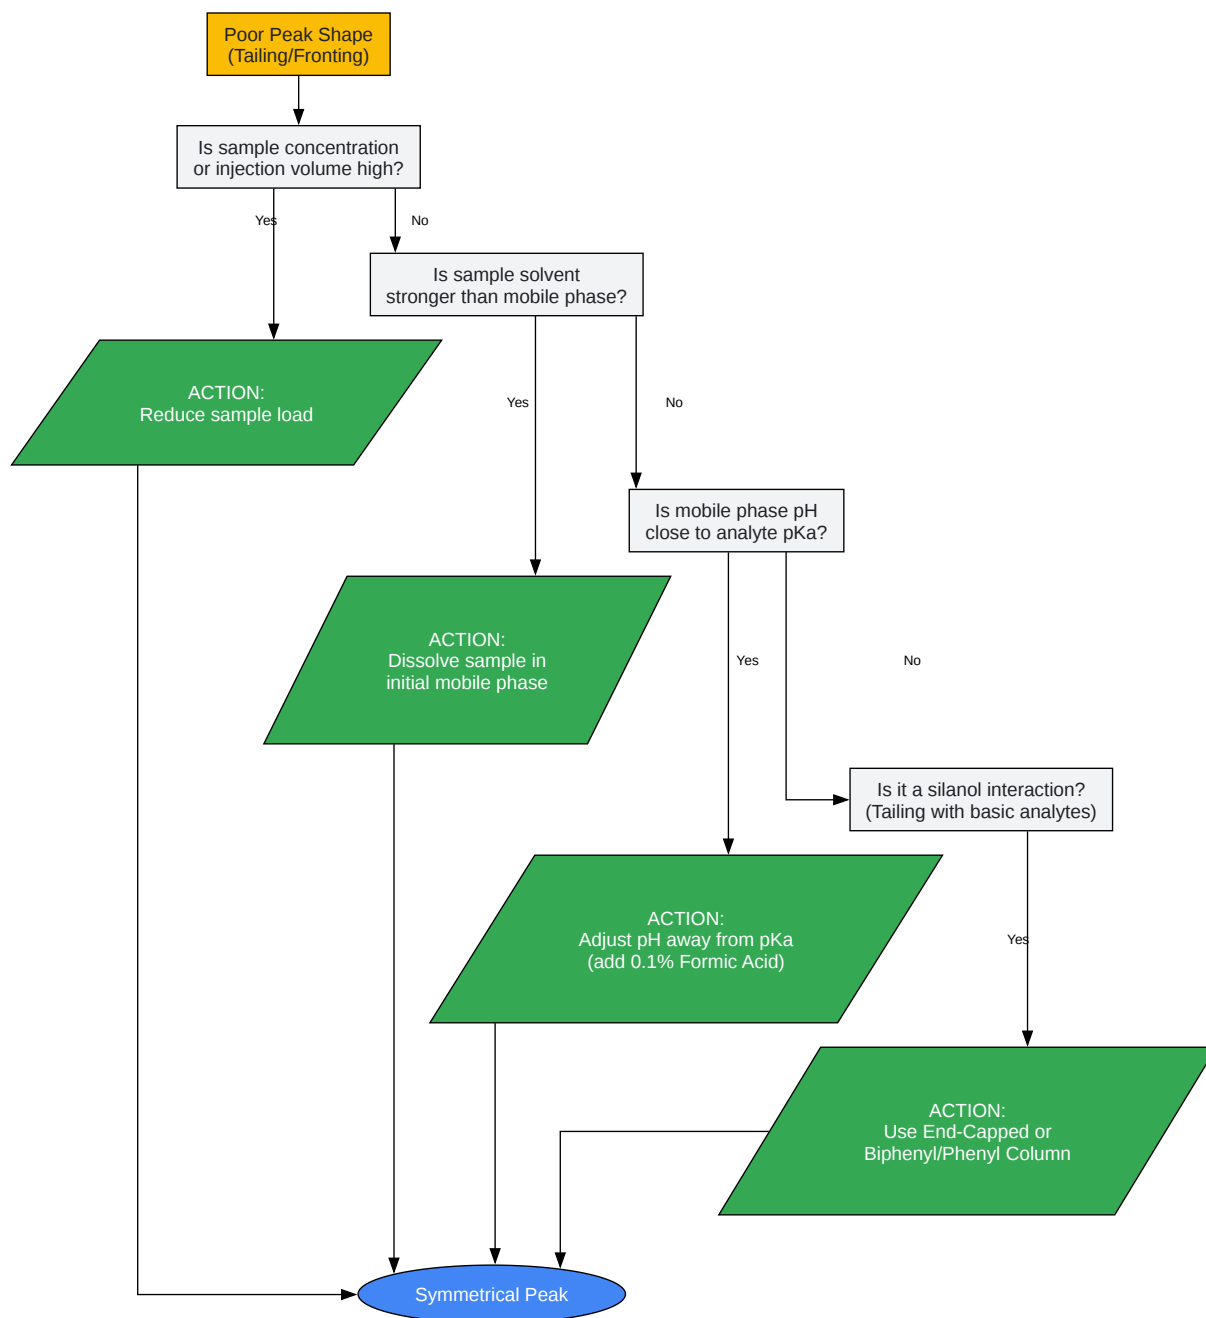 Poor Peak Shape
(Tailing/Fronting)
Is sample concentration
or injection volume high?
Yes
No
Is sample solvent
stronger than mobile phase?
ACTION:
Reduce sample load
Yes
No
Is mobile phase pH
close to analyte pKa?
ACTION:
Dissolve sample in
initial mobile phase
Yes
No
Is it a silanol interaction?
(Tailing with basic analytes)
ACTION:
Adjust pH away from pKa
(add 0.1% Formic Acid)
Yes
ACTION:
Use End-Capped or
Biphenyl/Phenyl Column
Symmetrical Peak